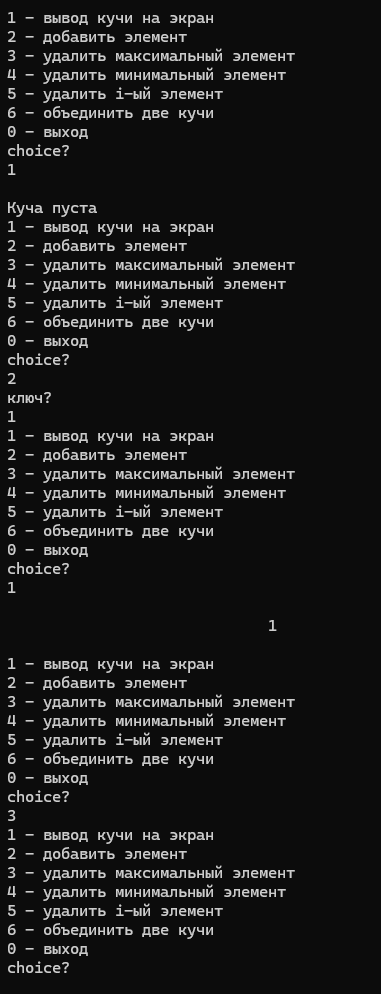 1 — вывод кучи на экран
2 — добавить элемент
3 — удалить максимальный элемент
4 — удалить минимальный элемент
5 — удалить i-ый элемент
6 — объединить две кучи
0 — выход
choice?
1
Куча пуста
1 — вывод кучи на экран
2 — добавить элемент
3 — удалить максимальный элемент
4 — удалить минимальный элемент
5 — удалить i-ый элемент
6 — объединить две кучи
0 — выход
choice?
2
ключ?
1
1 — вывод кучи на экран
2 — добавить элемент
3 — удалить максимальный элемент
4 — удалить минимальный элемент
5 — удалить i-ый элемент
6 — объединить две кучи
0 — выход
choice?
1
1
1 — вывод кучи на экран
2 — добавить элемент
3 — удалить максимальный элемент
4 — удалить минимальный элемент
5 — удалить i-ый элемент
6 — объединить две кучи
0 — выход
choice?
3
1 — вывод кучи на экран
2 — добавить элемент
3 — удалить максимальный элемент
4 — удалить минимальный элемент
5 — удалить i-ый элемент
6 — объединить две кучи
0 — выход
choice?